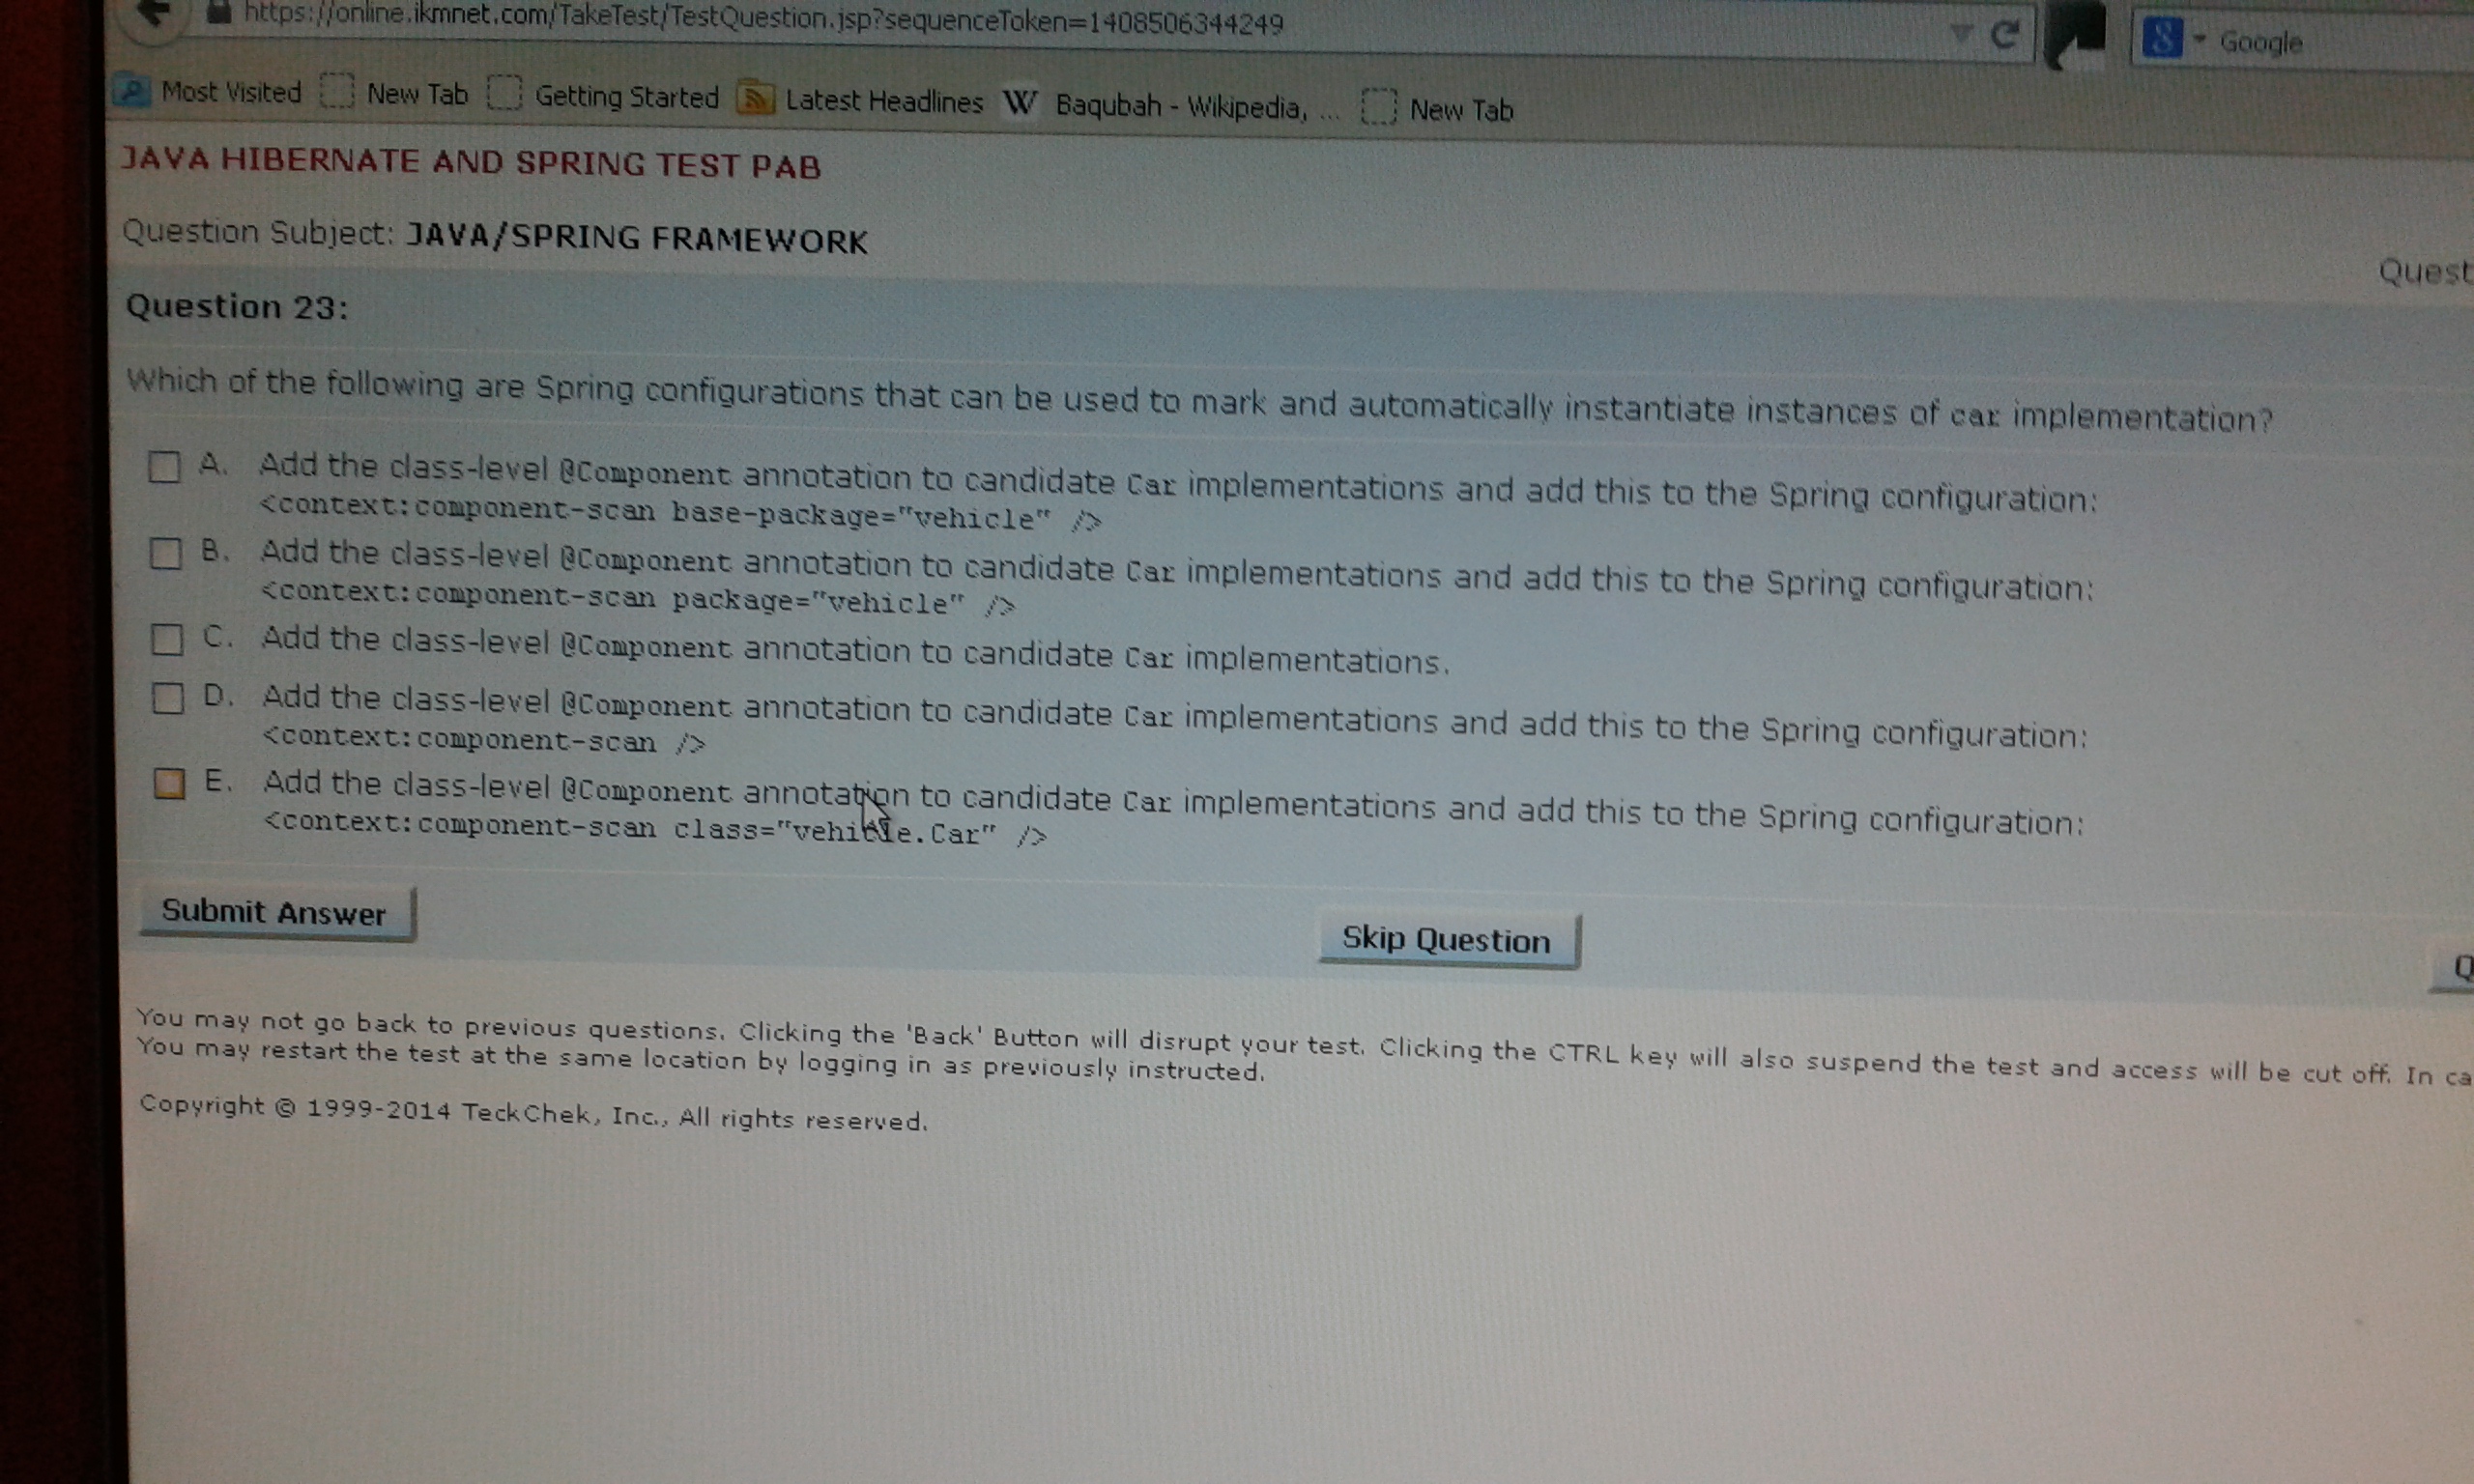 https://online.ikmnet.com/TakeTest/TestQuestion.jsp?sequenceToken=1408506344249
Google
Most Visited New Tab Getting Started Latest Headlines W Baqubah - Wikipedia, ... New Tab
JAVA HIBERNATE AND SPRING TEST PAB
Question Subject: JAVA/SPRING FRAMEWORK
Quest
Question 23:
Which of the following are Spring configurations that can be used to mark and automatically instantiate instances of car implementation?
A. Add the class-level @Component annotation to candidate Car implementations and add this to the Spring configuration:
<context:component-scan base-package="vehicle" />
B. Add the class-level @Component annotation to candidate Car implementations and add this to the Spring configuration:
<context:component-scan package="vehicle" />
C. Add the class-level @Component annotation to candidate Car implementations.
D. Add the class-level @Component annotation to candidate Car implementations and add this to the Spring configuration:
<context:component-scan />
E. Add the class-level @Component annotation to candidate Car implementations and add this to the Spring configuration:
<context:component-scan class="vehicle.Car" />
Submit Answer
Skip Question
Q
You may not go back to previous questions. Clicking the 'Back' Button will disrupt your test. Clicking the CTRL key will also suspend the test and access will be cut off. In ca
You may restart the test at the same location by logging in as previously instructed.
Copyright © 1999-2014 TeckChek, Inc., All rights reserved.